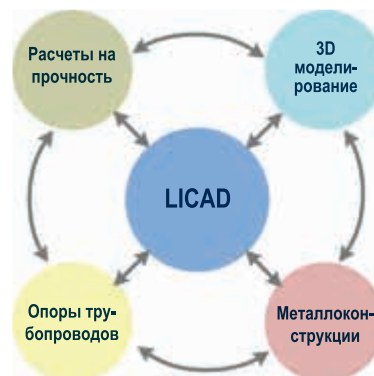 Расчеты на
прочность
3D
модели-
рование
LICAD
Опоры тру-
бопроводов
Металлокон-
струкции